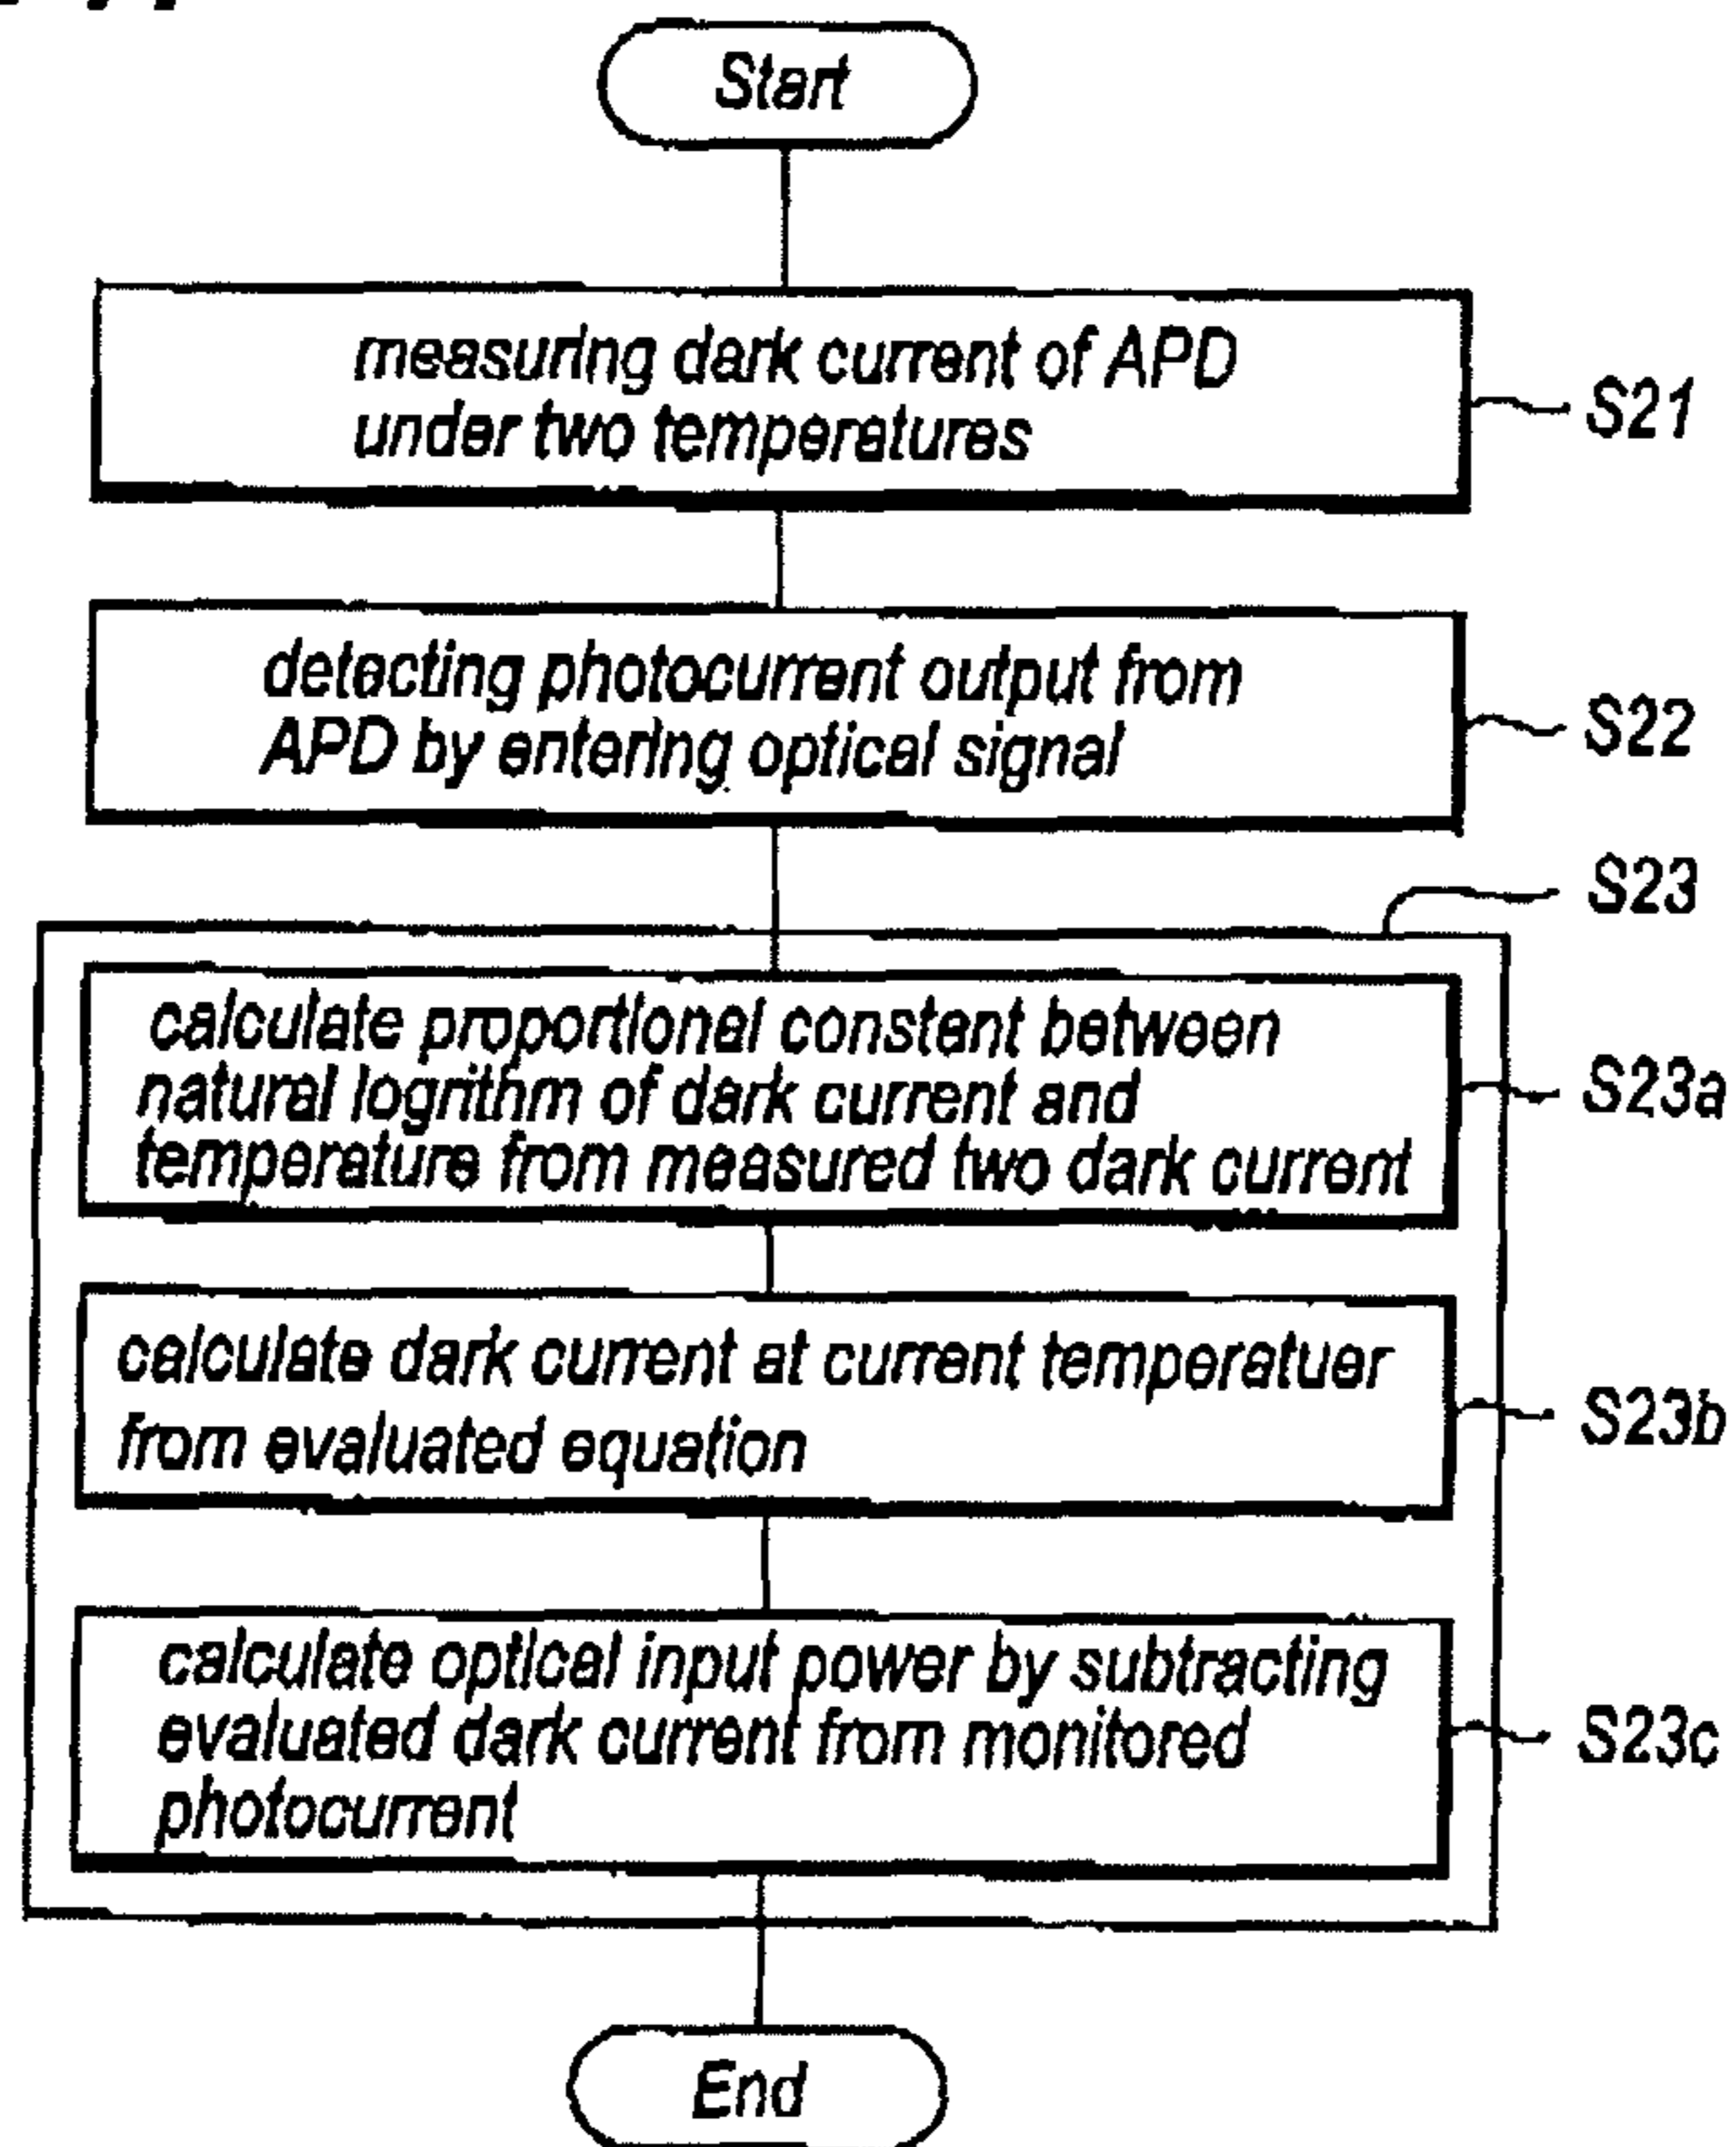 Start
measuring dark current of APD
under two temperatures
S21
detecting photocurrent output from
APD by entering optical signal
S22
S23
calculate proportional constant between
natural logrithm of dark current and
temperature from measured two dark current
S23a
calculate dark current at current temperatuer
from evaluated equation
S23b
calculate optical input power by subtracting
evaluated dark current from monitored
photocurrent
S23c
End